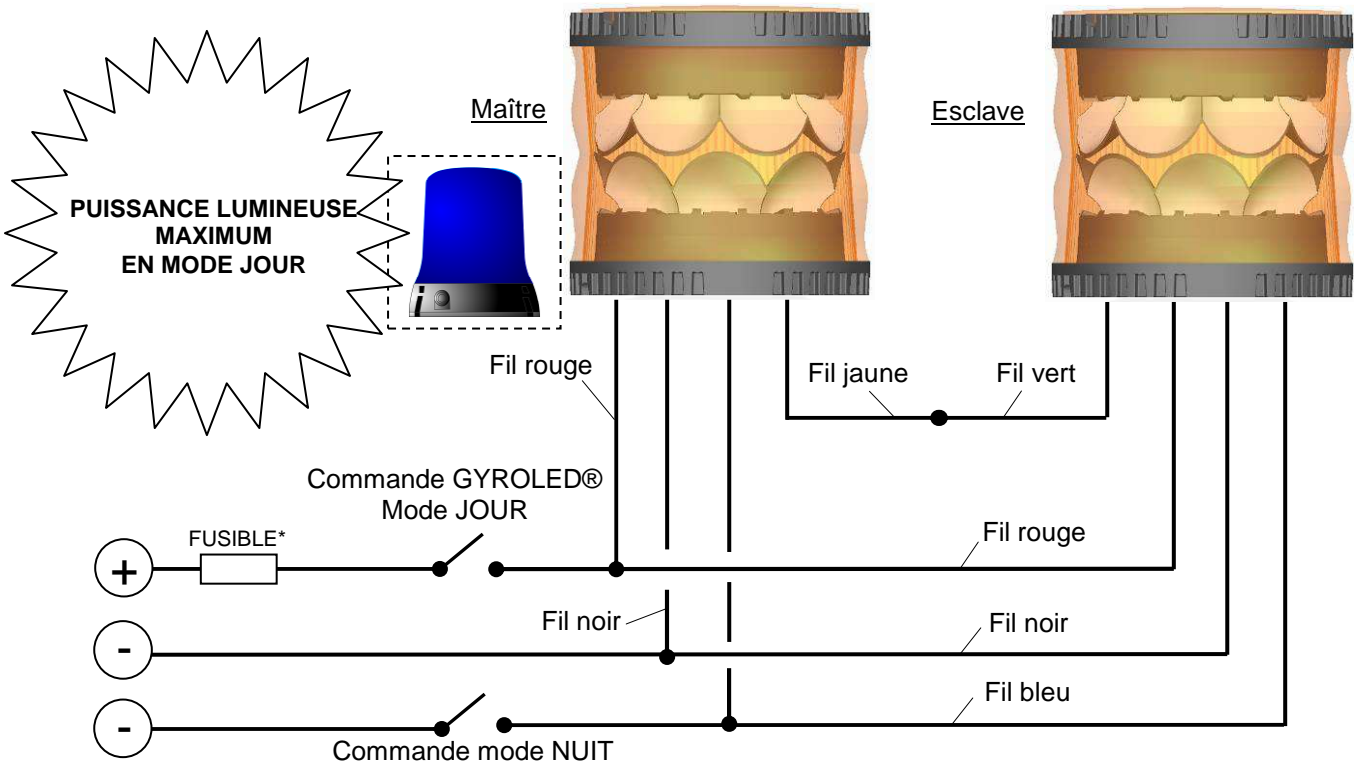 Maître
Esclave
PUISSANCE LUMINEUSE
MAXIMUM
EN MODE JOUR
Fil rouge
Fil jaune
Fil vert
Commande GYROLED®
Mode JOUR
FUSIBLE*
Fil rouge
+
Fil noir
Fil noir
-
Fil bleu
-
Commande mode NUIT